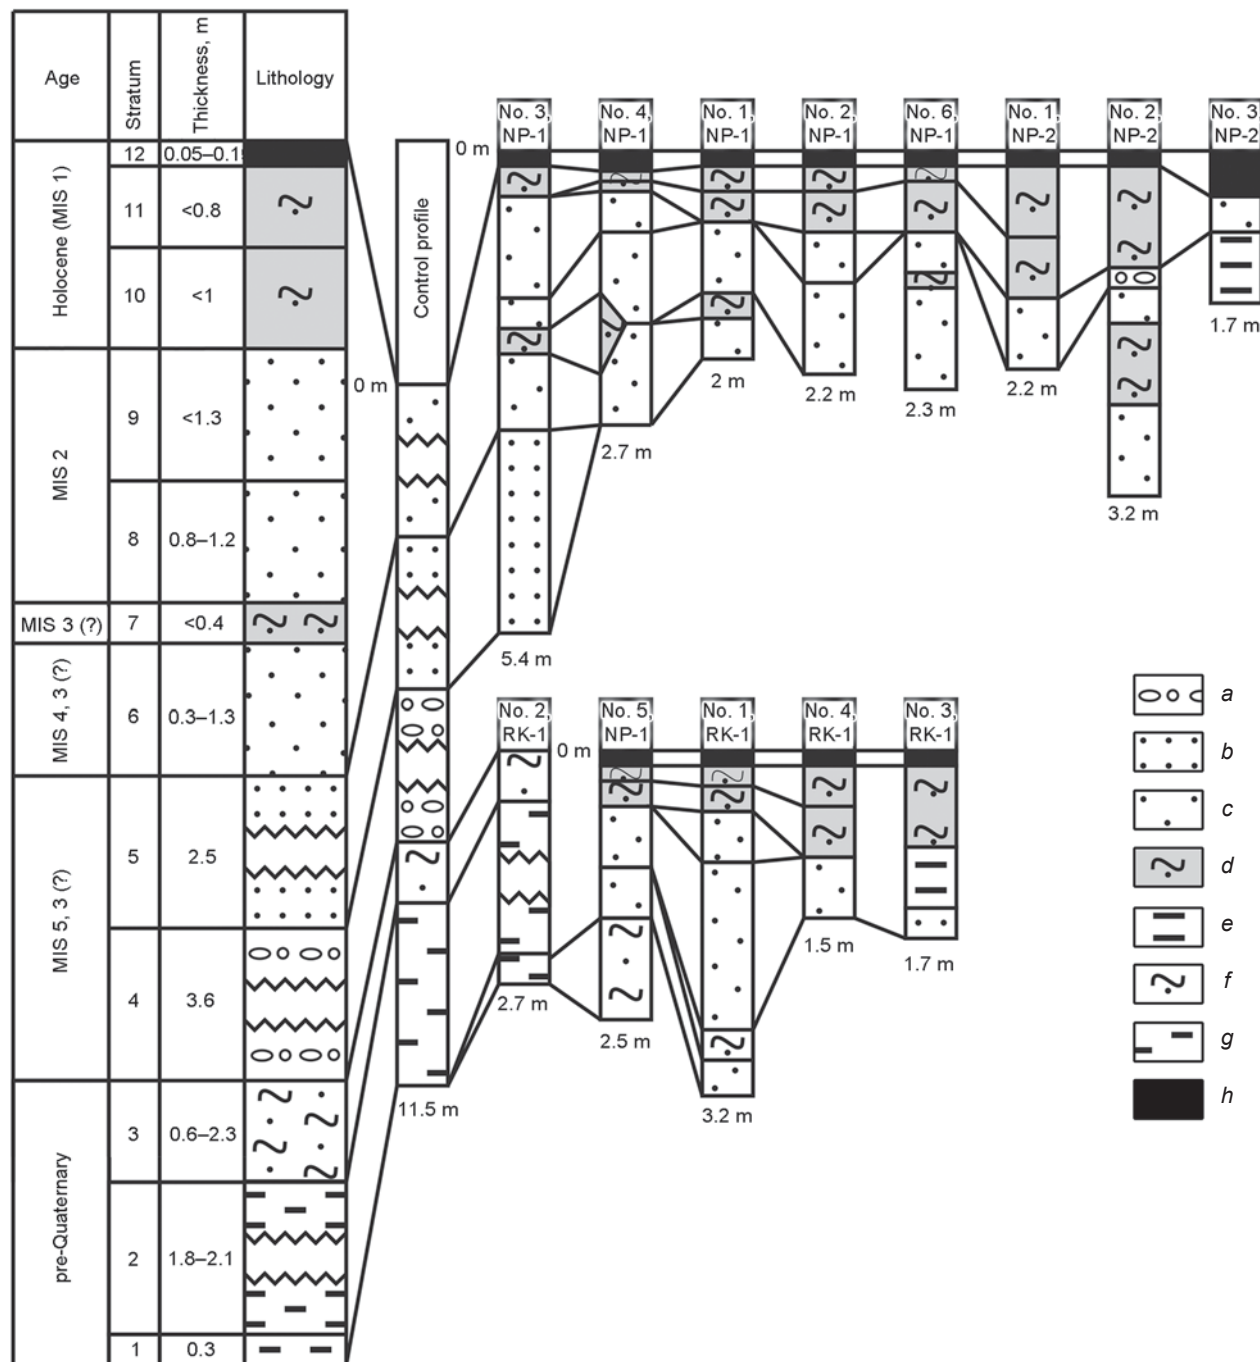 Age
Stratum
Thickness, m
Lithology
Holocene (MIS 1)
12
0.05–0.1
11
<0.8
10
<1
MIS 2
9
<1.3
8
0.8–1.2
MIS 3 (?)
7
<0.4
MIS 4, 3 (?)
6
0.3–1.3
MIS 5, 3 (?)
5
2.5
4
3.6
pre-Quaternary
3
0.6–2.3
2
1.8–2.1
1
0.3
0 m
Control profile
11.5 m
0 m
No. 3,
NP-1
5.4 m
No. 4,
NP-1
2.7 m
No. 1,
NP-1
2 m
No. 2,
NP-1
2.2 m
No. 6,
NP-1
2.3 m
No. 1,
NP-2
2.2 m
No. 2,
NP-2
3.2 m
No. 3,
NP-2
1.7 m
No. 2,
RK-1
2.7 m
0 m
No. 5,
NP-1
2.5 m
No. 1,
RK-1
3.2 m
No. 4,
RK-1
1.5 m
No. 3,
RK-1
1.7 m
a
b
c
d
e
f
g
h